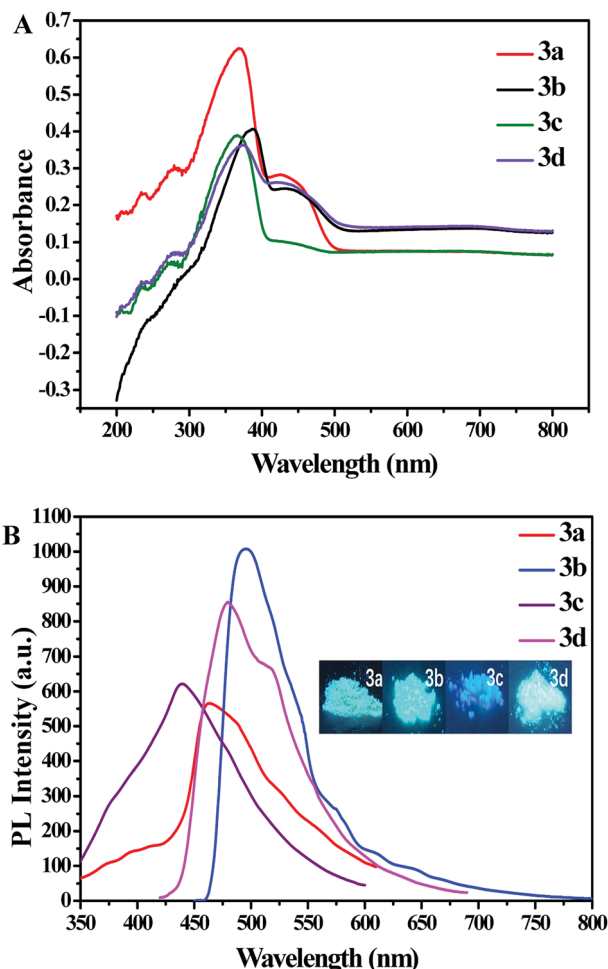 A
Absorbance
0.7
0.6
0.5
0.4
0.3
0.2
0.1
0.0
-0.1
-0.2
-0.3
3a
3b
3c
3d
200 300 400 500 600 700 800
Wavelength (nm)
B
PL Intensity (a.u.)
1100
1000
900
800
700
600
500
400
300
200
100
0
3a
3b
3c
3d
3a 3b 3c 3d
350 400 450 500 550 600 650 700 750 800
Wavelength (nm)